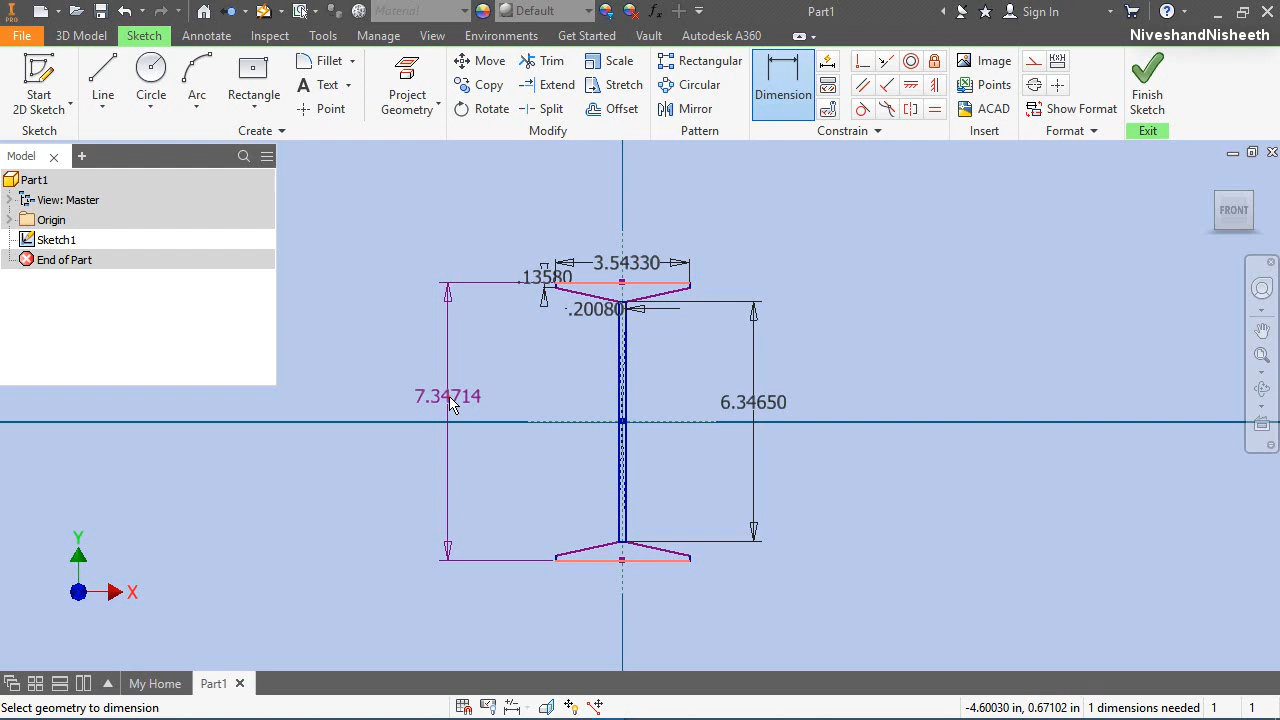 Material
Default
Part1
Sign In
PRO
File
3D Model
Sketch
Annotate
Inspect
Tools
Manage
View
Environments
Get Started
Vault
Autodesk A360
NiveshandNisheeth
Start
2D Sketch
Line
Circle
Arc
Rectangle
Fillet
Text
Point
Project
Geometry
Move
Copy
Rotate
Trim
Extend
Split
Scale
Stretch
Offset
Rectangular
Circular
Mirror
Dimension
Image
Points
ACAD
Show Format
Finish
Sketch
Sketch
Create
Modify
Pattern
Constrain
Insert
Format
Exit
Model
Part1
View: Master
Origin
Sketch1
End of Part
FRONT
3.54330
.13580
.20080
7.34714
6.34650
Y
X
My Home
Part1
Select geometry to dimension
-4.60030 in, 0.67102 in
1 dimensions needed
1
1